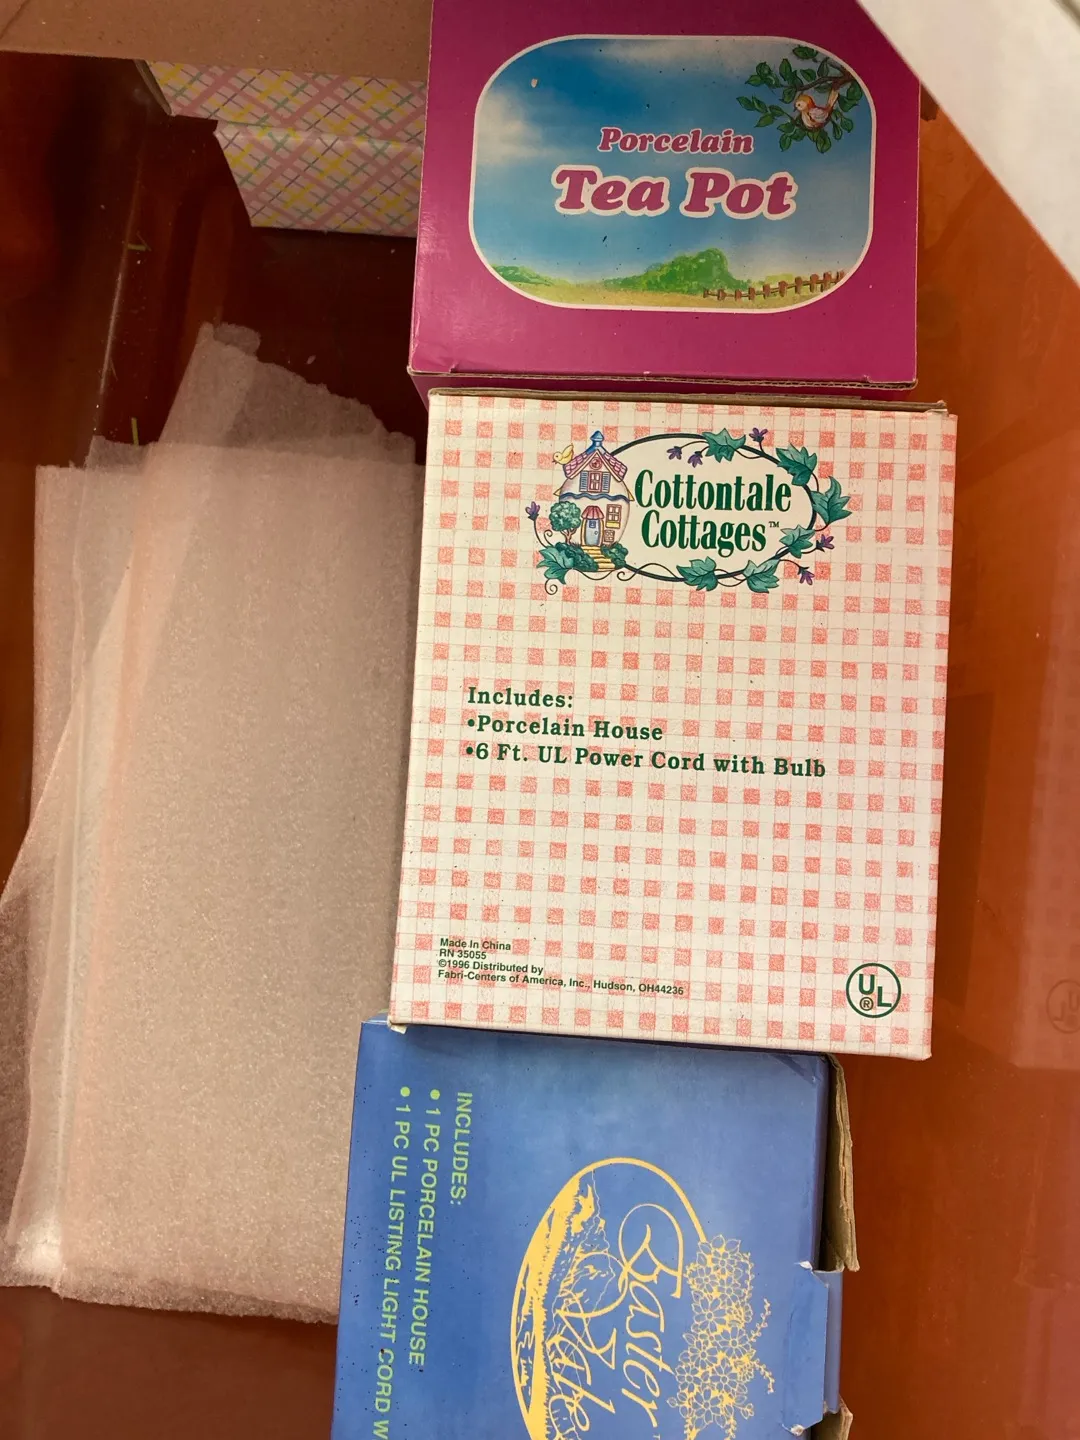 Porcelain
Tea Pot
Cottontale
Cottages™
Includes:
•Porcelain House
•6 Ft. UL Power Cord with Bulb
Made In China
RN 35055
©1996 Distributed by
Fabri-Centers of America, Inc., Hudson, OH44236
UL
®
INCLUDES:
• 1 PC PORCELAIN HOUSE
• 1 PC UL LISTING LIGHT CORD W
Easter